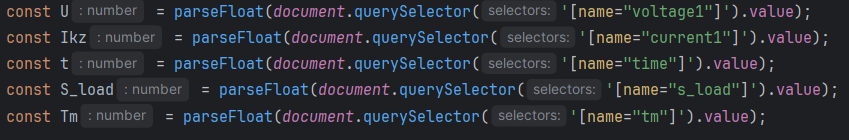 const U : number = parseFloat(document.querySelector( selectors: '[name="voltage1"]').value);
const Ikz : number = parseFloat(document.querySelector( selectors: '[name="current1"]').value);
const t : number = parseFloat(document.querySelector( selectors: '[name="time"]').value);
const S_load : number = parseFloat(document.querySelector( selectors: '[name="s_load"]').value);
const Tm : number = parseFloat(document.querySelector( selectors: '[name="tm"]').value);